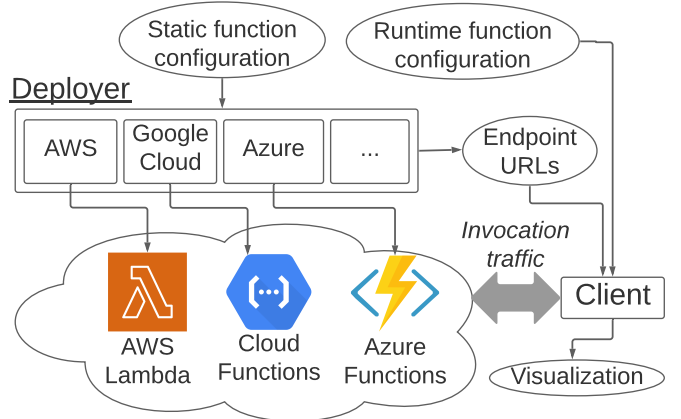 Static function
configuration
Runtime function
configuration
Deployer
AWS
Google
Cloud
Azure
...
Endpoint
URLs
Invocation
traffic
Client
AWS
Lambda
Cloud
Functions
Azure
Functions
Visualization